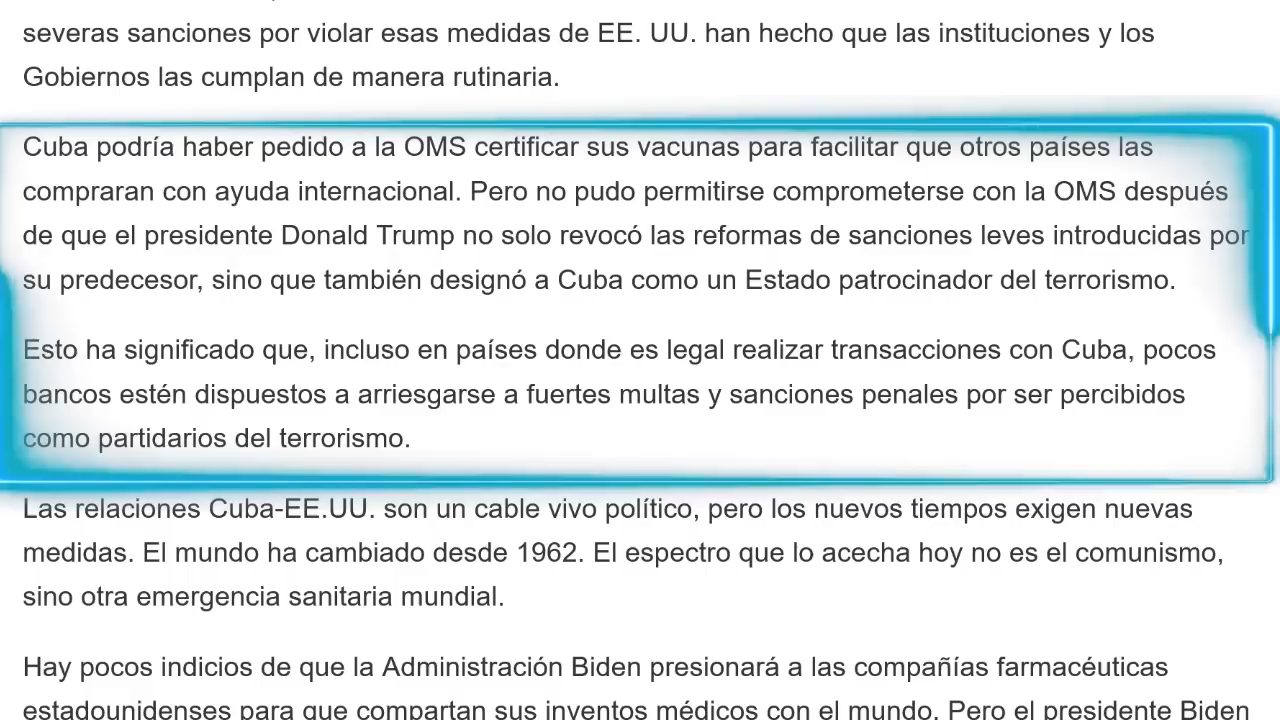 severas sanciones por violar esas medidas de EE. UU. han hecho que las instituciones y los
Gobiernos las cumplan de manera rutinaria.
Cuba podría haber pedido a la OMS certificar sus vacunas para facilitar que otros países las
compraran con ayuda internacional. Pero no pudo permitirse comprometerse con la OMS después
de que el presidente Donald Trump no solo revocó las reformas de sanciones leves introducidas por
su predecesor, sino que también designó a Cuba como un Estado patrocinador del terrorismo.
Esto ha significado que, incluso en países donde es legal realizar transacciones con Cuba, pocos
bancos estén dispuestos a arriesgarse a fuertes multas y sanciones penales por ser percibidos
como partidarios del terrorismo.
Las relaciones Cuba-EE.UU. son un cable vivo político, pero los nuevos tiempos exigen nuevas
medidas. El mundo ha cambiado desde 1962. El espectro que lo acecha hoy no es el comunismo,
sino otra emergencia sanitaria mundial.
Hay pocos indicios de que la Administración Biden presionará a las compañías farmacéuticas
estadounidenses para que compartan sus inventos médicos con el mundo. Pero el presidente Biden